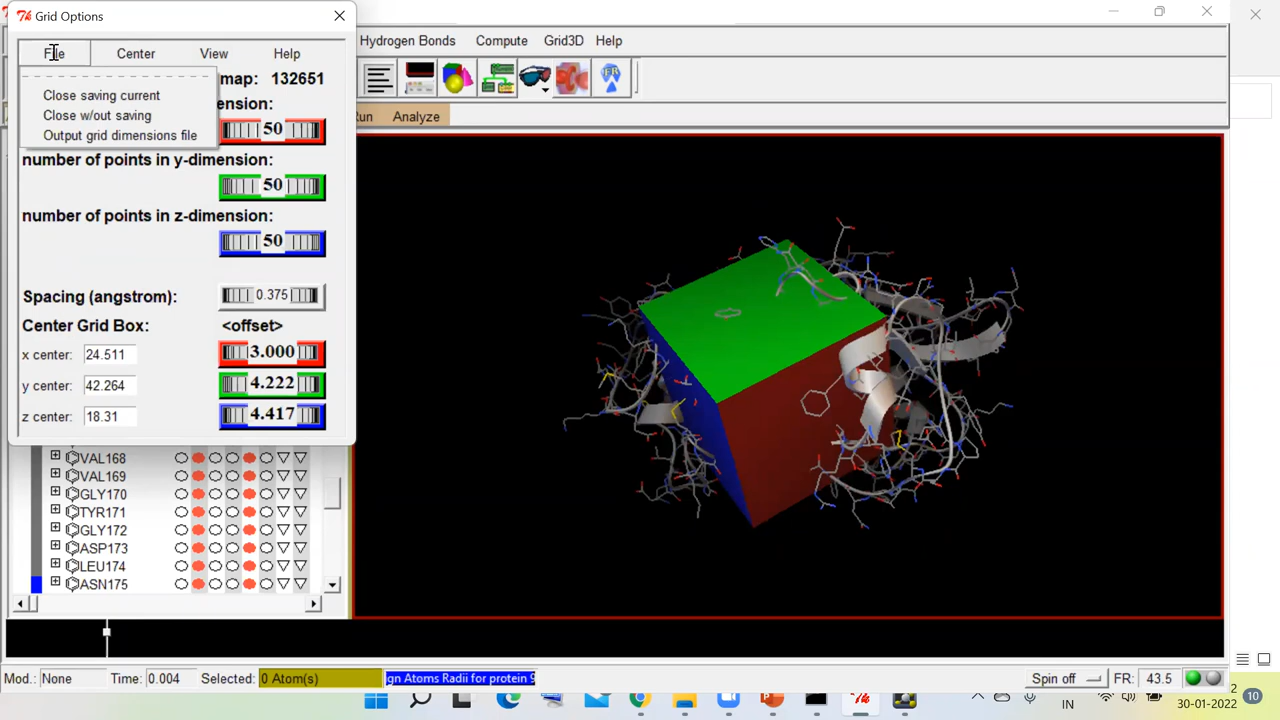 Grid Options
File Center View Help
map: 132651
Close saving current
Close w/out saving
Output grid dimensions file
ension:
50
number of points in y-dimension:
50
number of points in z-dimension:
50
Spacing (angstrom): 0.375
Center Grid Box: <offset>
x center: 24.511 3.000
y center: 42.264 4.222
z center: 18.31 4.417
Hydrogen Bonds Compute Grid3D Help
FR
un Analyze
VAL168
VAL169
GLY170
TYR171
GLY172
ASP173
LEU174
ASN175
Mod.: None Time: 0.004 Selected: 0 Atom(s) gn Atoms Radii for protein 9 Spin off FR: 43.5
IN
2
30-01-2022
10